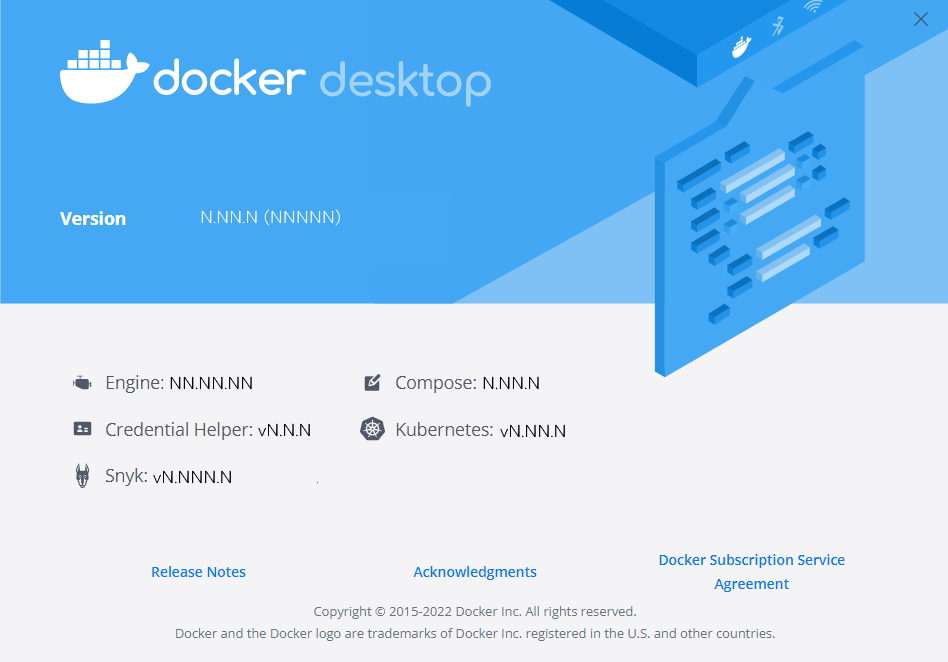 docker desktop
Version N.NN.N (NNNNN)
Engine: NN.NN.NN Compose: N.NN.N
Credential Helper: vN.N.N Kubernetes: vN.NN.N
Snyk: vN.NNN.N .
Release Notes Acknowledgments Docker Subscription Service
Agreement
Copyright © 2015-2022 Docker Inc. All rights reserved.
Docker and the Docker logo are trademarks of Docker Inc. registered in the U.S. and other countries.